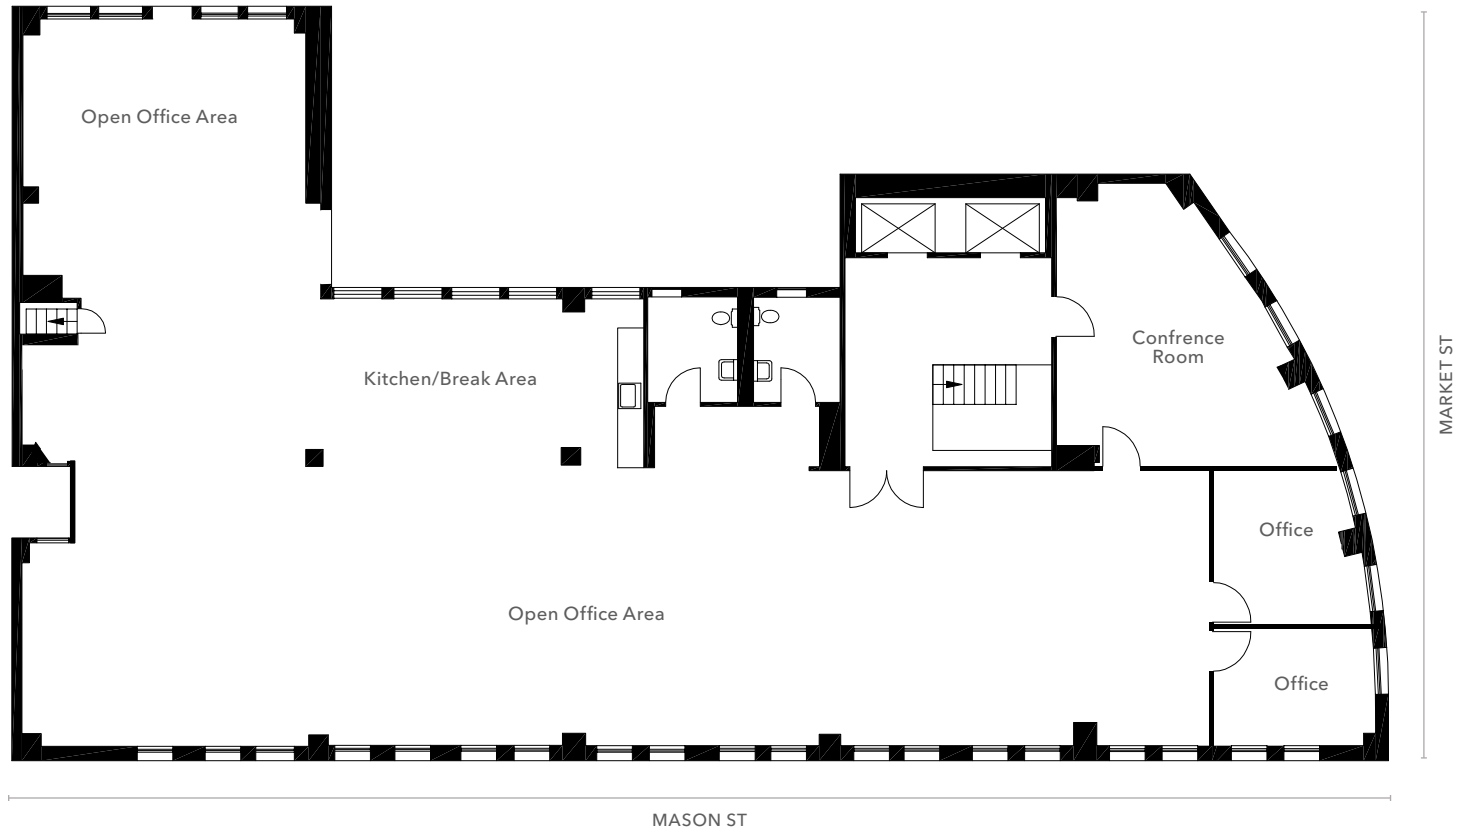 Open Office Area
Confrence
Room
MARKET ST
Kitchen/Break Area
Office
Open Office Area
Office
MASON ST